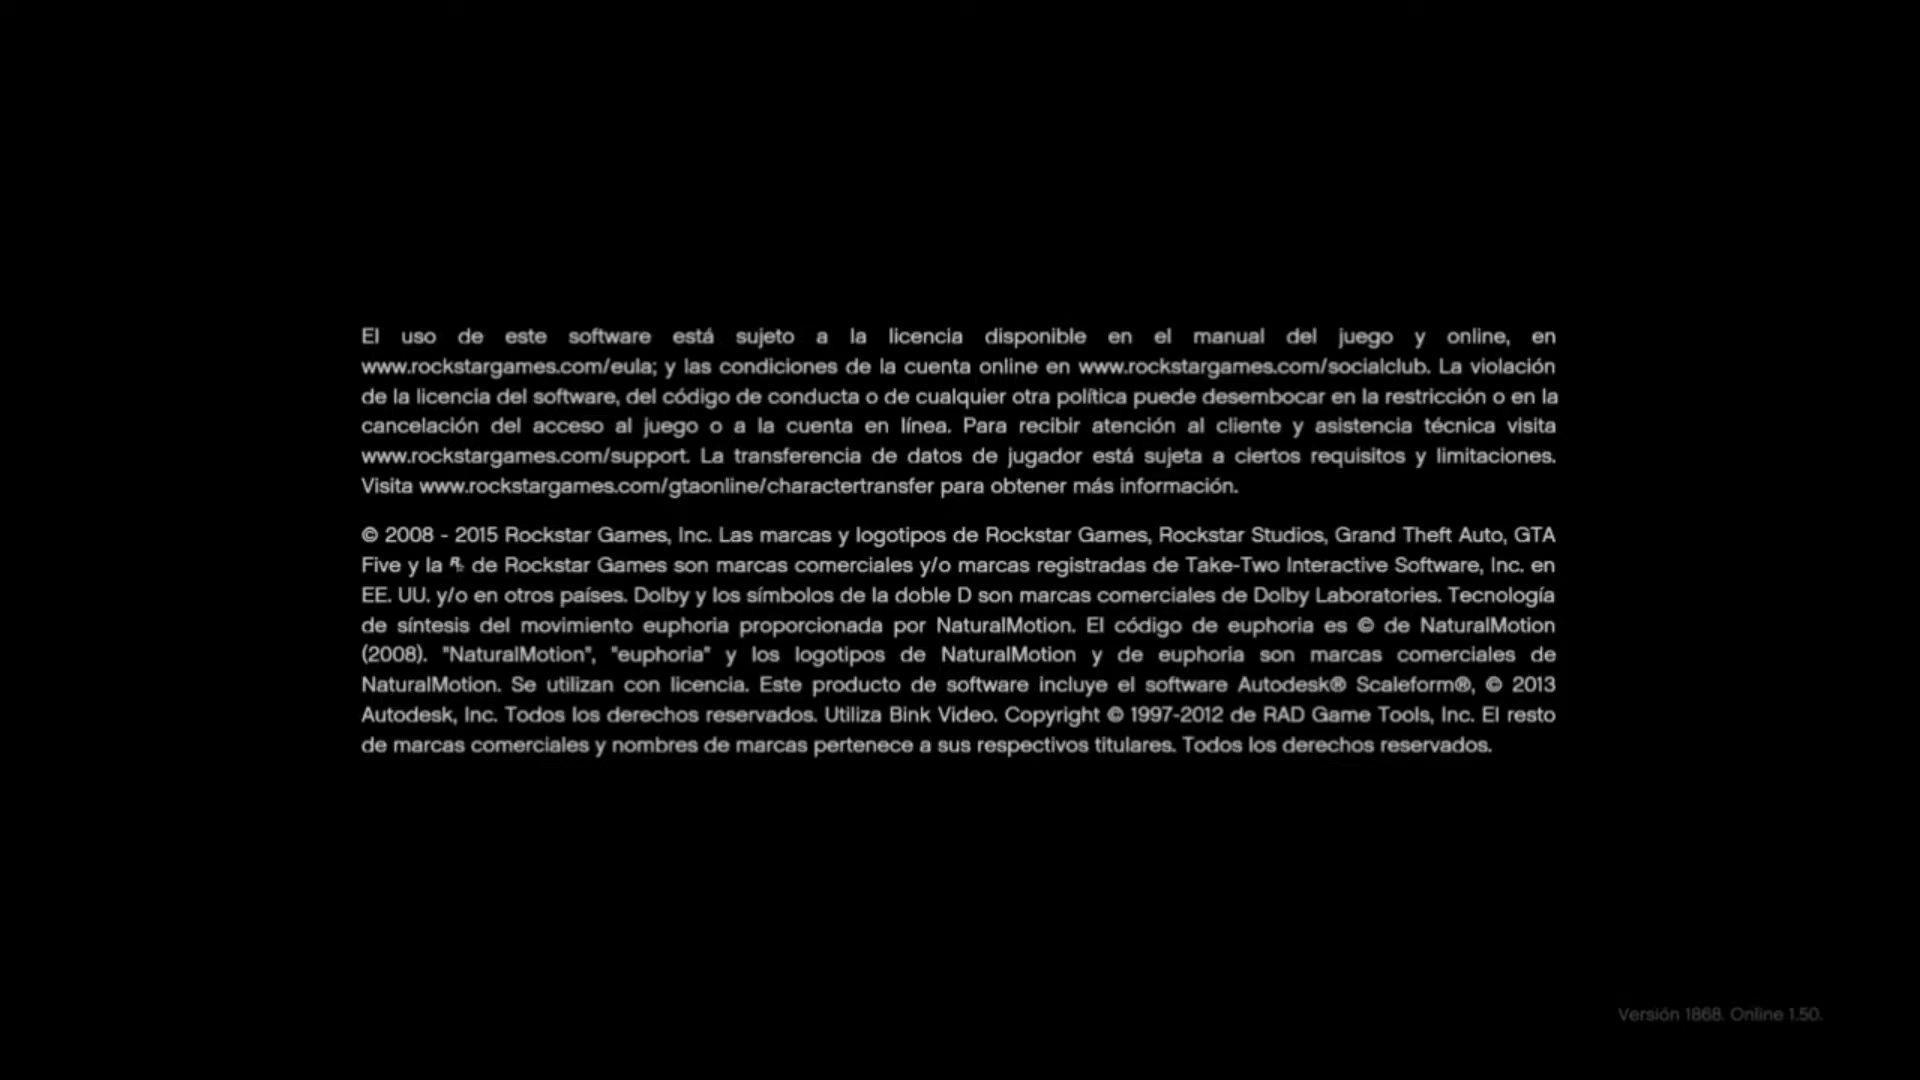 El uso de este software está sujeto a la licencia disponible en el manual del juego y online, en
www.rockstargames.com/eula; y las condiciones de la cuenta online en www.rockstargames.com/socialclub. La violación
de la licencia del software, del código de conducta o de cualquier otra política puede desembocar en la restricción o en la
cancelación del acceso al juego o a la cuenta en línea. Para recibir atención al cliente y asistencia técnica visita
www.rockstargames.com/support. La transferencia de datos de jugador está sujeta a ciertos requisitos y limitaciones.
Visita www.rockstargames.com/gtaonline/charactertransfer para obtener más información.
© 2008 - 2015 Rockstar Games, Inc. Las marcas y logotipos de Rockstar Games, Rockstar Studios, Grand Theft Auto, GTA
Five y la R* de Rockstar Games son marcas comerciales y/o marcas registradas de Take-Two Interactive Software, Inc. en
EE. UU. y/o en otros países. Dolby y los símbolos de la doble D son marcas comerciales de Dolby Laboratories. Tecnología
de síntesis del movimiento euphoria proporcionada por NaturalMotion. El código de euphoria es © de NaturalMotion
(2008). "NaturalMotion", "euphoria" y los logotipos de NaturalMotion y de euphoria son marcas comerciales de
NaturalMotion. Se utilizan con licencia. Este producto de software incluye el software Autodesk® Scaleform®, © 2013
Autodesk, Inc. Todos los derechos reservados. Utiliza Bink Video. Copyright © 1997-2012 de RAD Game Tools, Inc. El resto
de marcas comerciales y nombres de marcas pertenece a sus respectivos titulares. Todos los derechos reservados.
Versión 1868. Online 1.50.